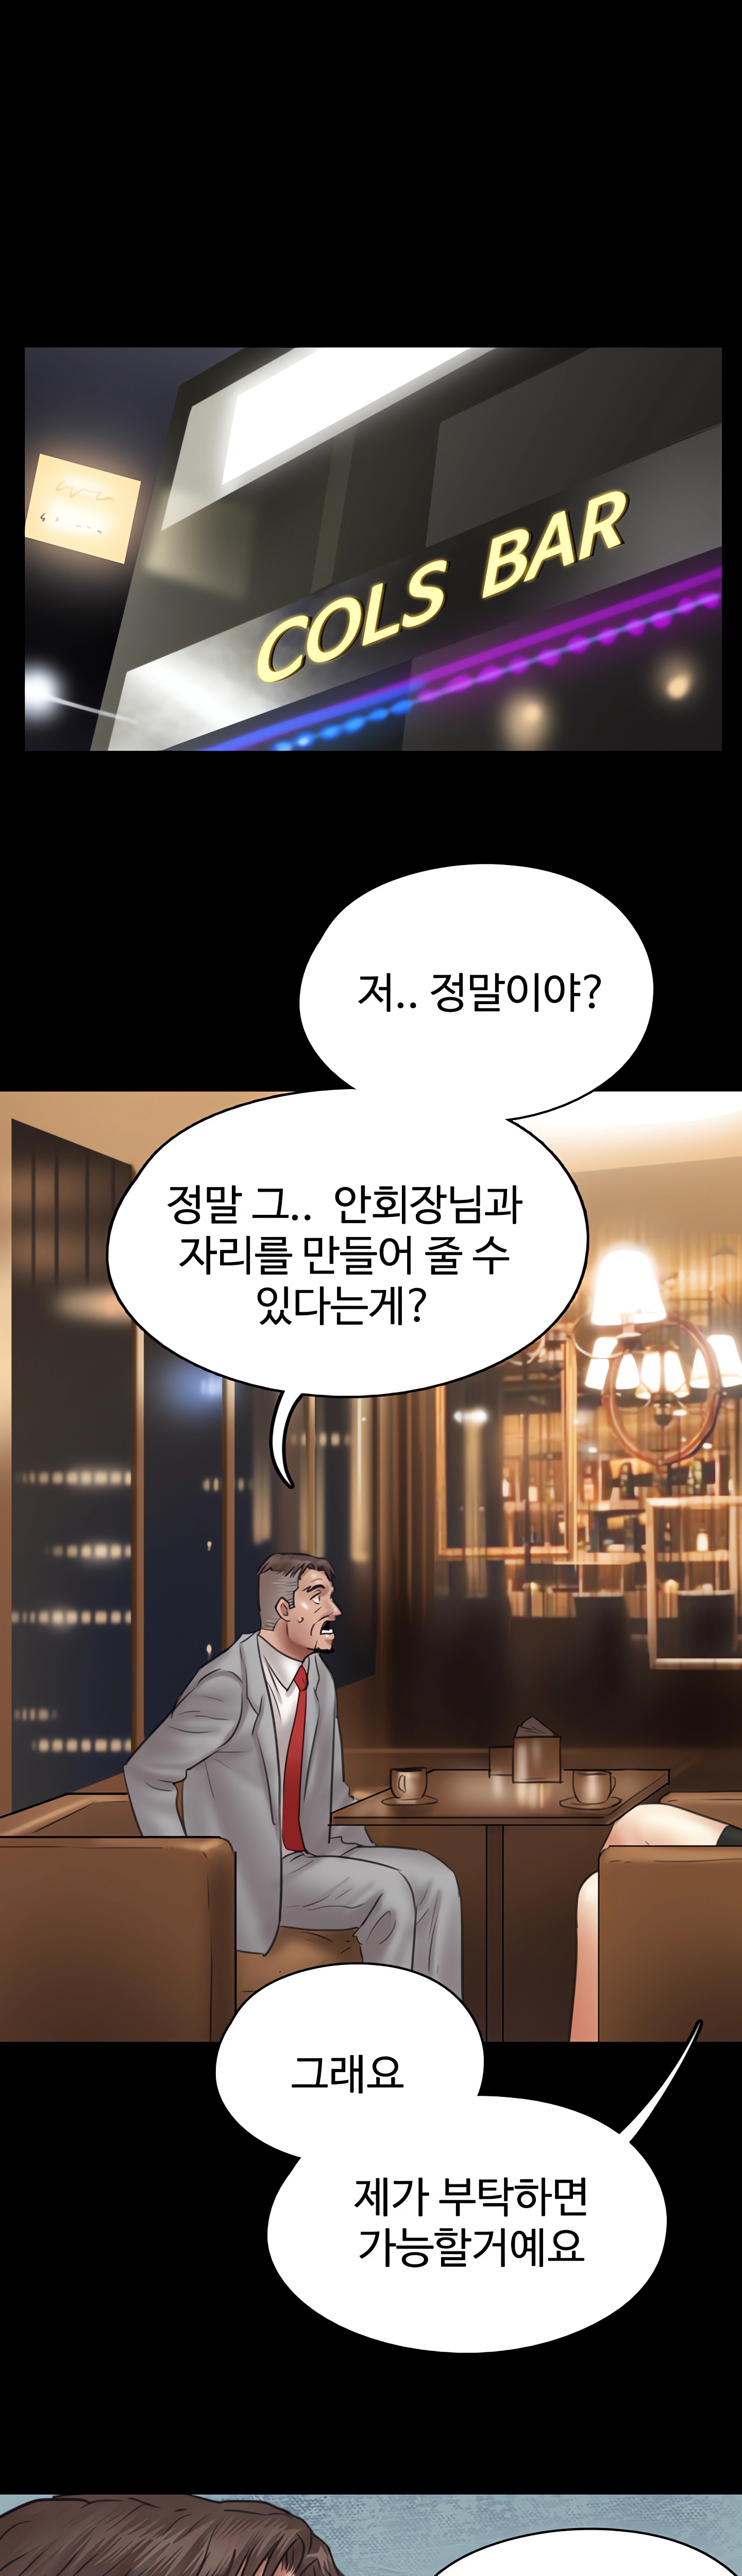 COLS BAR
저.. 정말이야?
정말 그.. 안회장님과
자리를 만들어 줄 수
있다는게?
그래요
제가 부탁하면
가능할거예요